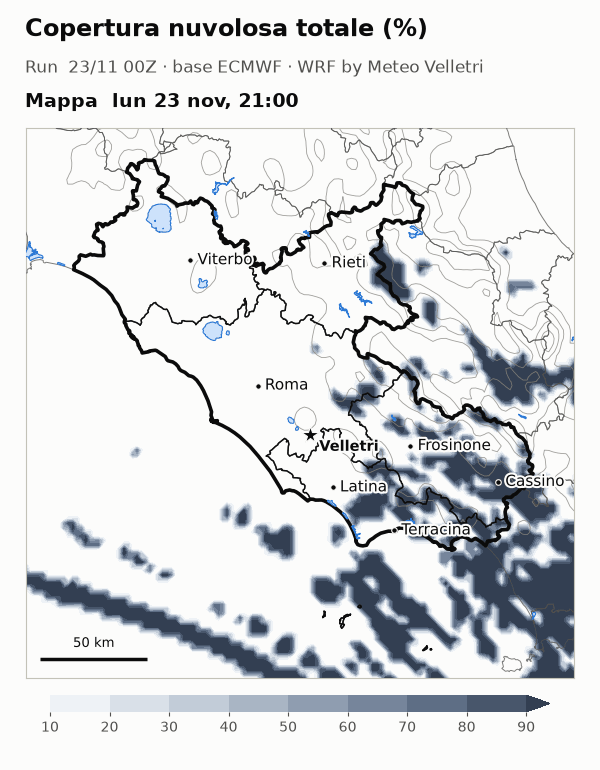 Copertura nuvolosa totale (%)
Run 23/11 00Z · base ECMWF · WRF by Meteo Velletri
Mappa lun 23 nov, 21:00
Viterbo
Rieti
Roma
Velletri
Frosinone
Cassino
Latina
Terracina
50 km
10 20 30 40 50 60 70 80 90